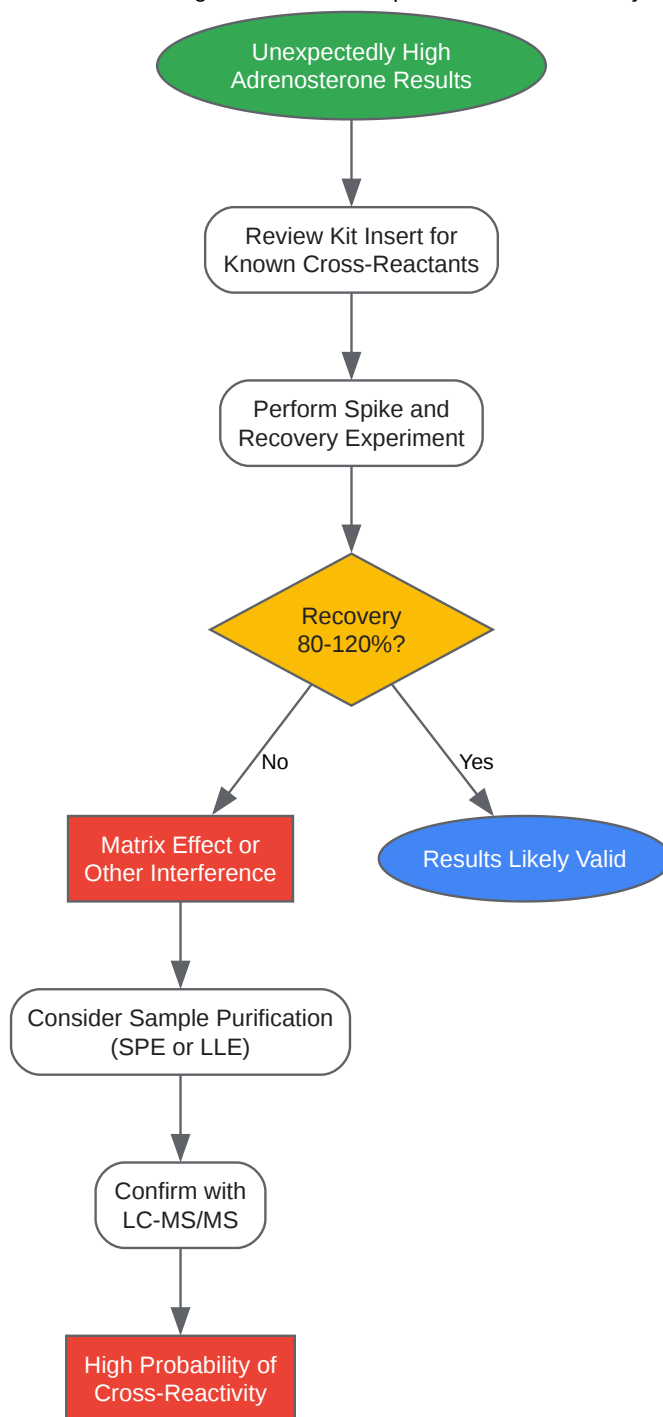 Unexpectedly High
Adrenosterone Results
Review Kit Insert for
Known Cross-Reactants
Perform Spike and
Recovery Experiment
Recovery
80-120%?
No
Yes
Matrix Effect or
Other Interference
Results Likely Valid
Consider Sample Purification
(SPE or LLE)
Confirm with
LC-MS/MS
High Probability of
Cross-Reactivity